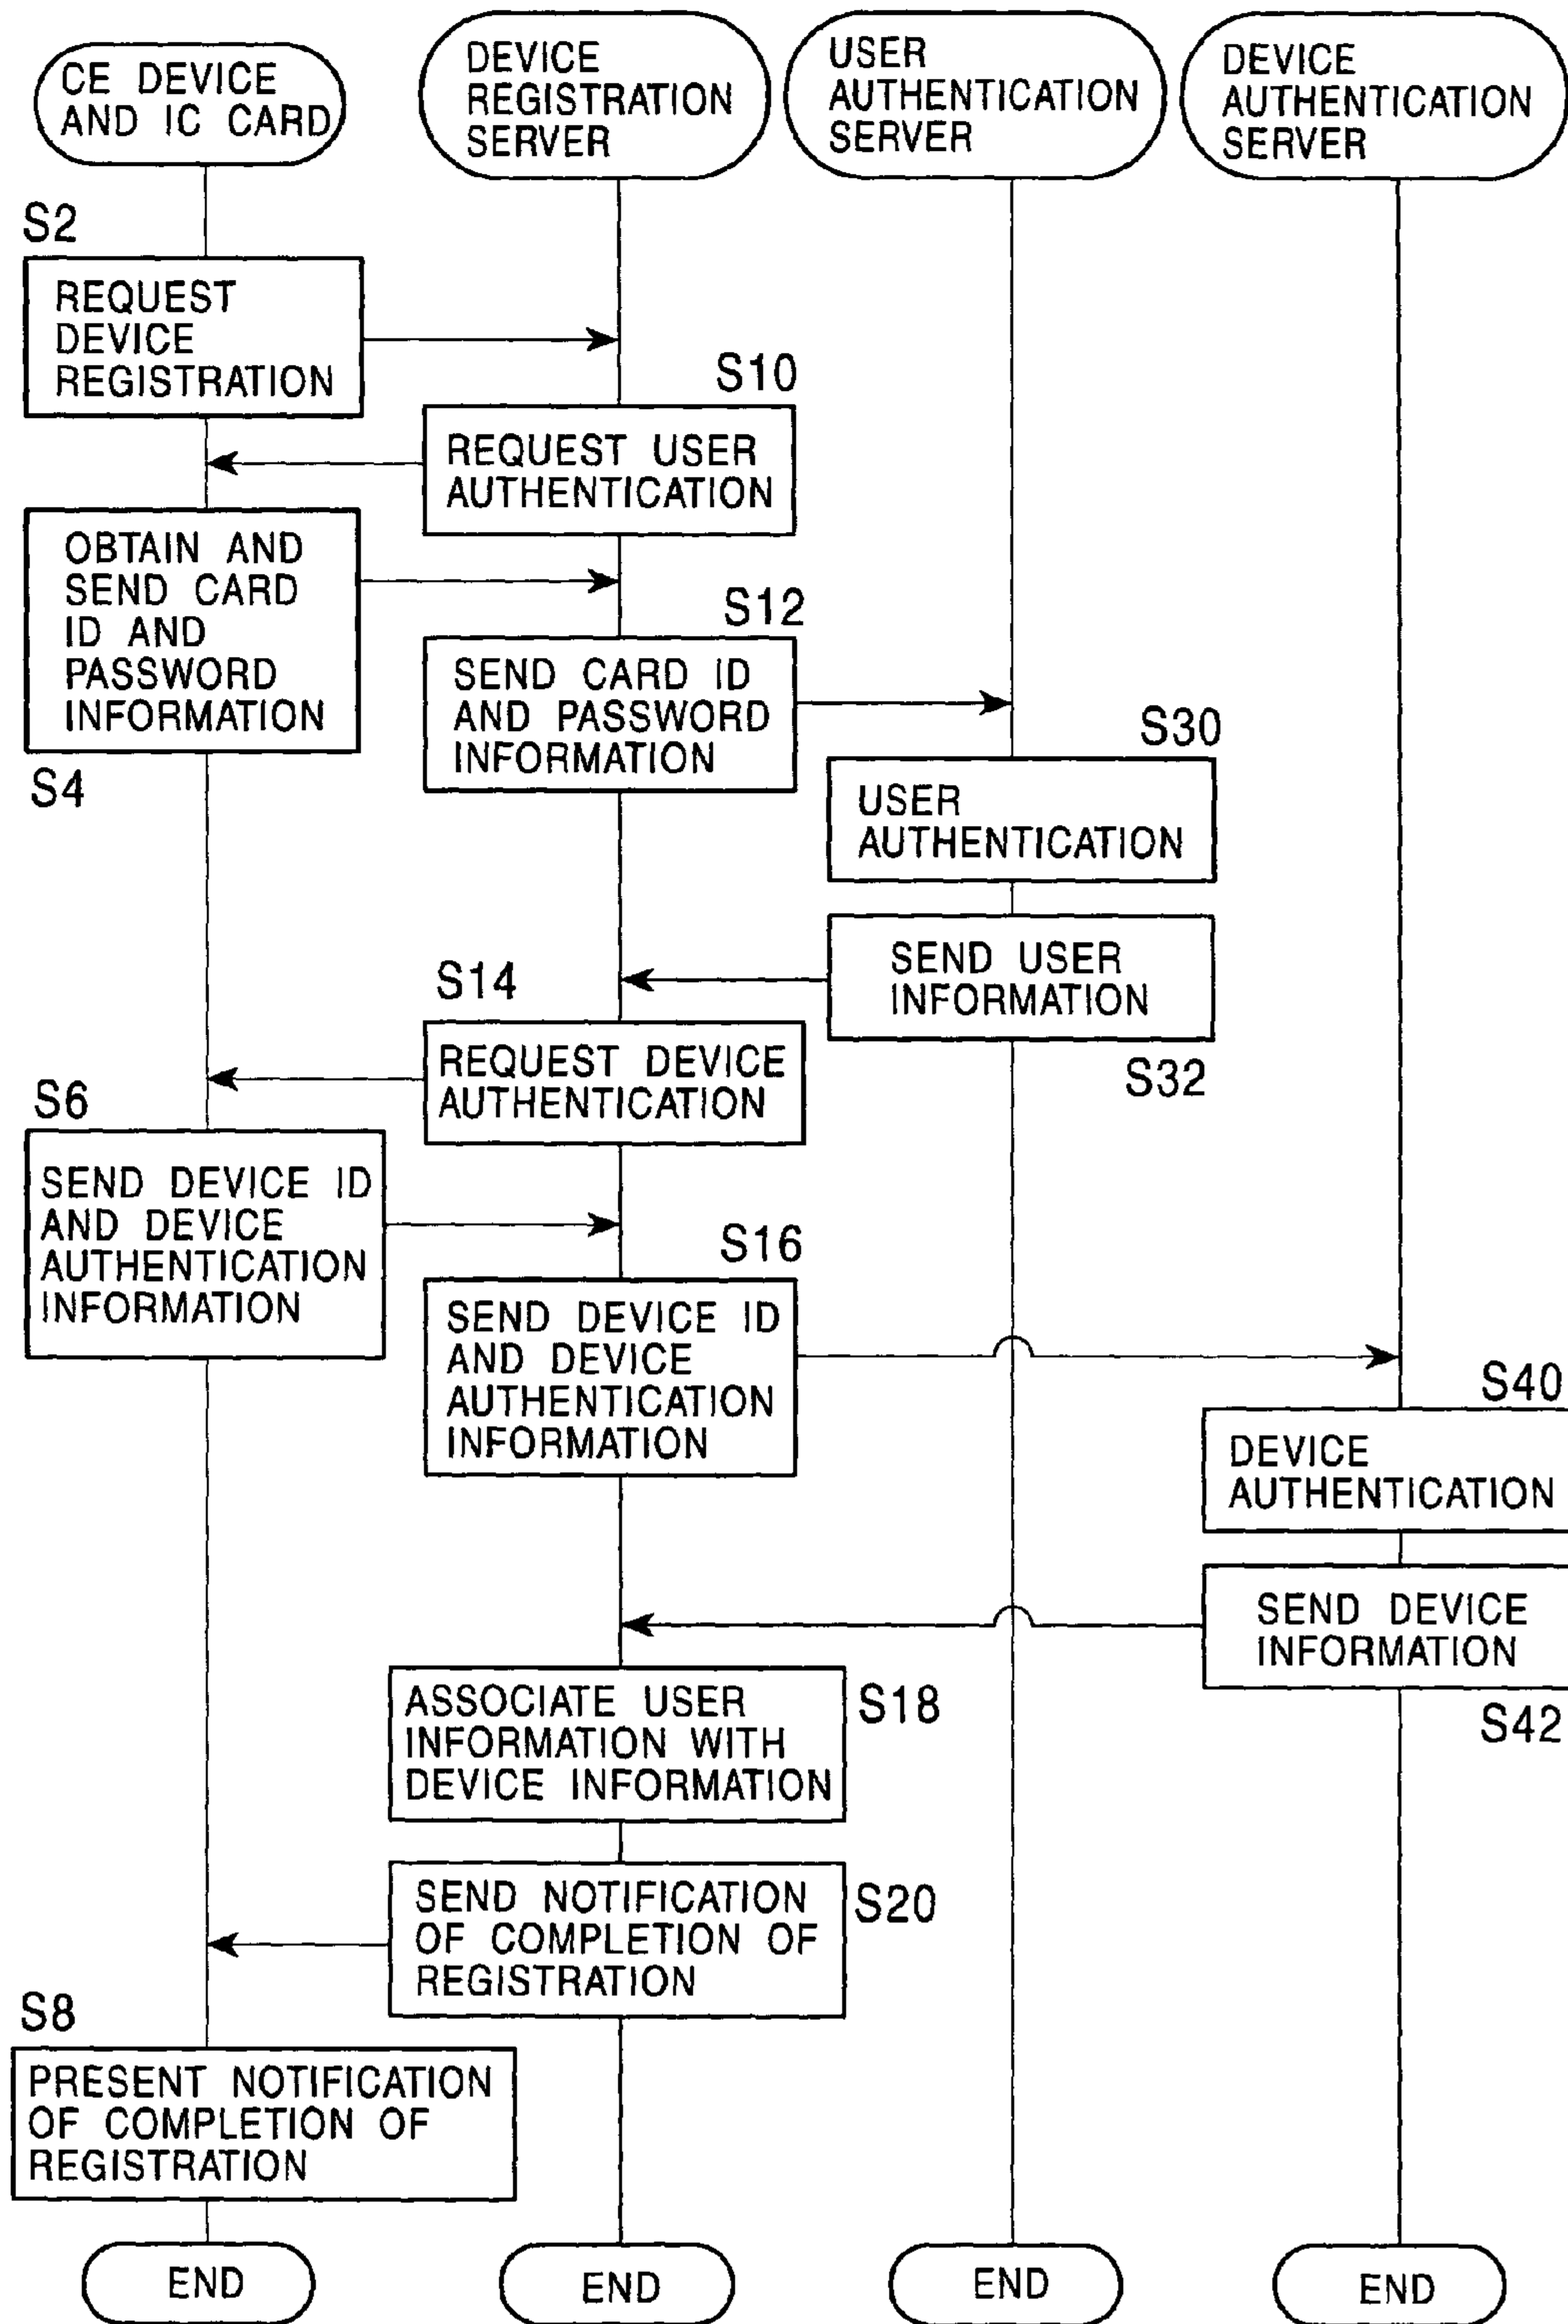 CE DEVICE
AND IC CARD
DEVICE
REGISTRATION
SERVER
USER
AUTHENTICATION
SERVER
DEVICE
AUTHENTICATION
SERVER
S2
REQUEST
DEVICE
REGISTRATION
S10
REQUEST USER
AUTHENTICATION
OBTAIN AND
SEND CARD
ID AND
PASSWORD
INFORMATION
S4
S12
SEND CARD ID
AND PASSWORD
INFORMATION
S30
USER
AUTHENTICATION
SEND USER
INFORMATION
S32
S14
REQUEST DEVICE
AUTHENTICATION
S6
SEND DEVICE ID
AND DEVICE
AUTHENTICATION
INFORMATION
S16
SEND DEVICE ID
AND DEVICE
AUTHENTICATION
INFORMATION
S40
DEVICE
AUTHENTICATION
SEND DEVICE
INFORMATION
S42
ASSOCIATE USER
INFORMATION WITH
DEVICE INFORMATION
S18
SEND NOTIFICATION
OF COMPLETION OF
REGISTRATION
S20
S8
PRESENT NOTIFICATION
OF COMPLETION OF
REGISTRATION
END
END
END
END